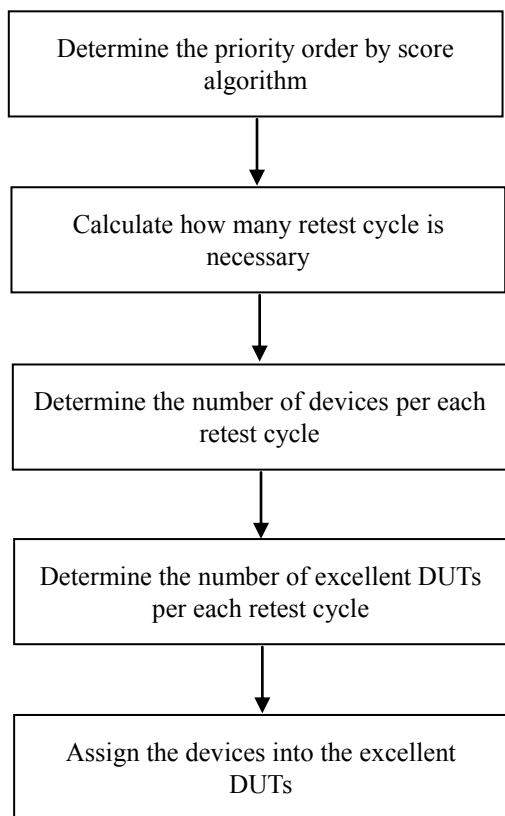 Determine the priority order by score
algorithm
Calculate how many retest cycle is
necessary
Determine the number of devices per each
retest cycle
Determine the number of excellent DUTs
per each retest cycle
Assign the devices into the excellent
DUTs